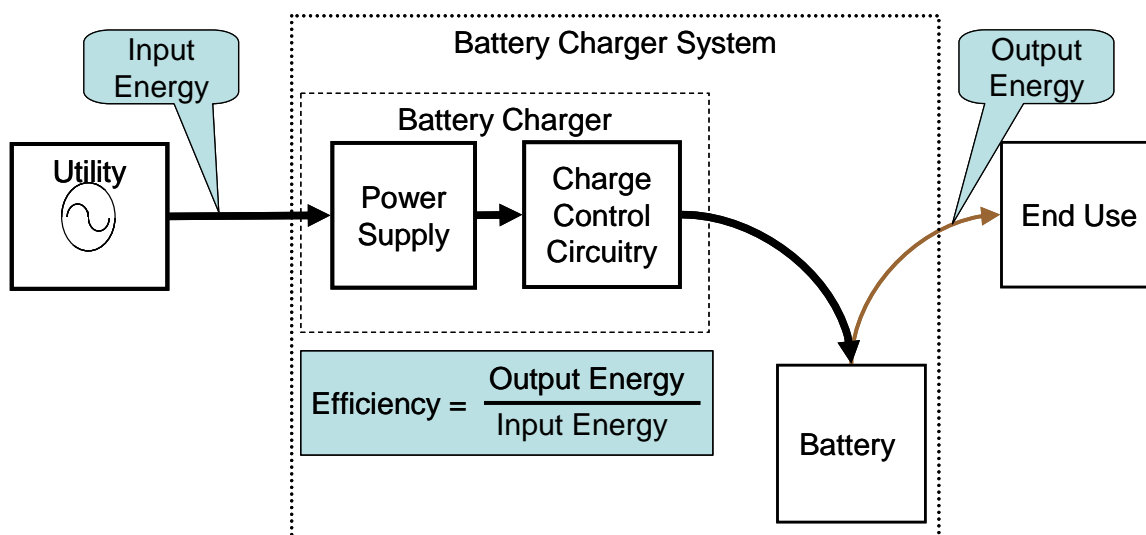 Battery Charger System
Input
Energy
Output
Energy
Battery Charger
Utility
Power
Supply
Charge
Control
Circuitry
End Use
Efficiency = Output Energy
Input Energy
Battery